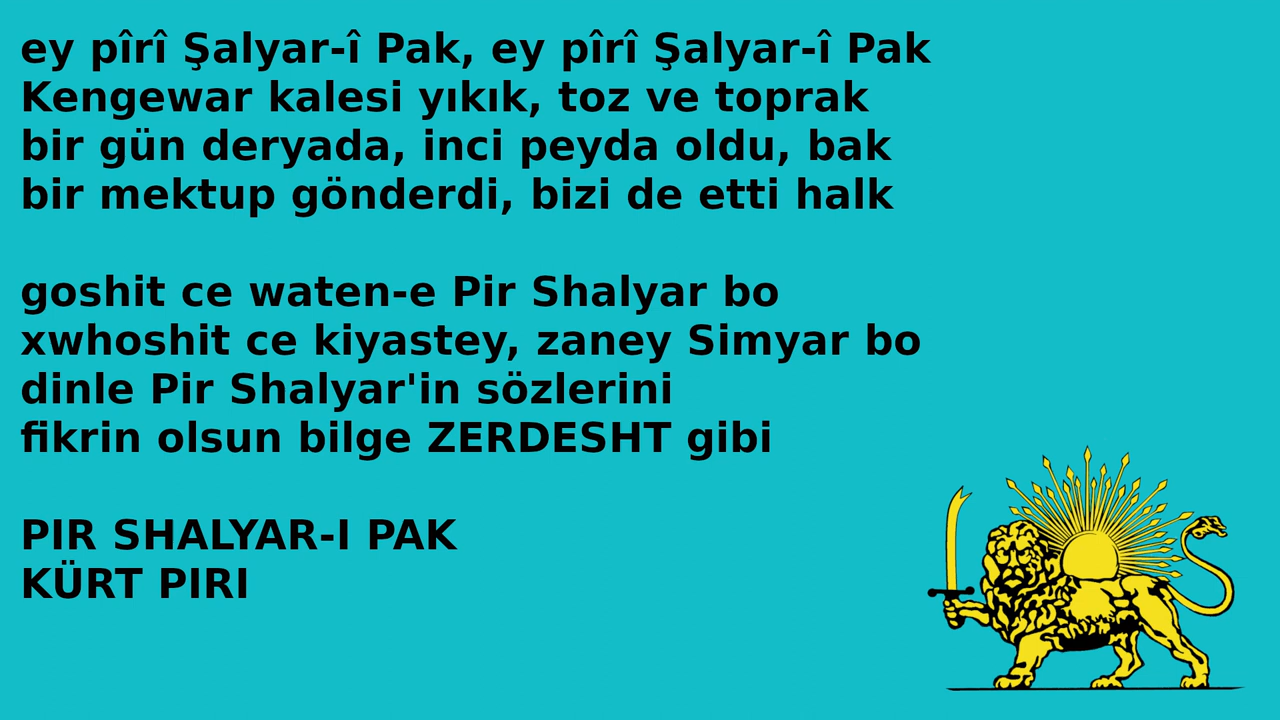 ey pîrî Şalyar-î Pak, ey pîrî Şalyar-î Pak
Kengewar kalesi yıkık, toz ve toprak
bir gün deryada, inci peyda oldu, bak
bir mektup gönderdi, bizi de etti halk
goshit ce waten-e Pir Shalyar bo
xwhoshit ce kiyastey, zaney Simyar bo
dinle Pir Shalyar'in sözlerini
fikrin olsun bilge ZERDESHT gibi
PIR SHALYAR-I PAK
KÜRT PIRI